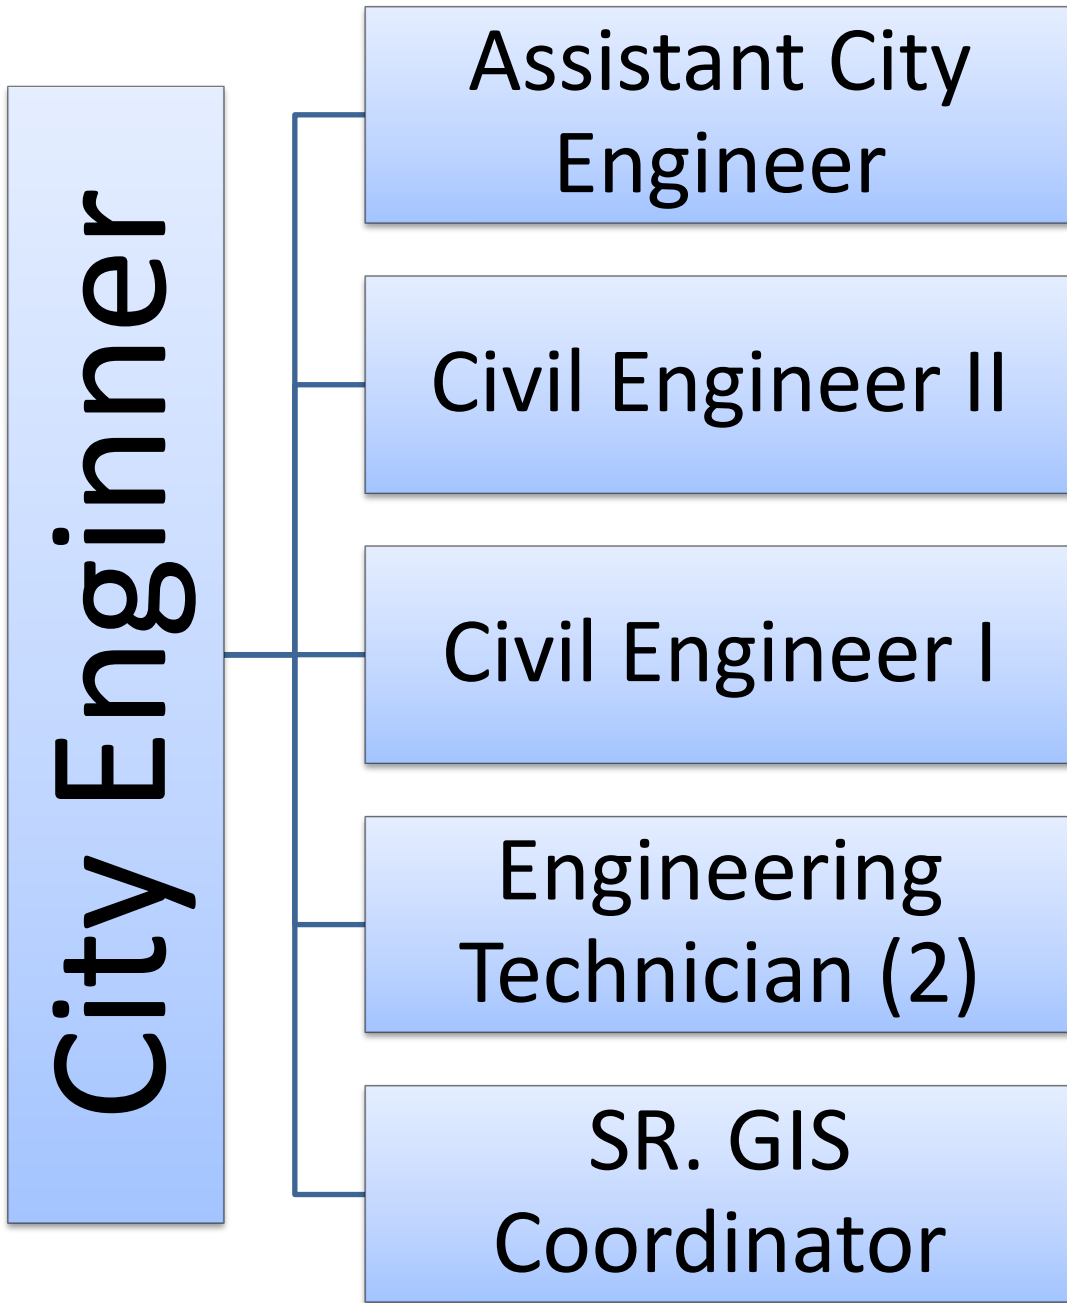 City Enginner
Assistant City
Engineer
Civil Engineer II
Civil Engineer I
Engineering
Technician (2)
SR. GIS
Coordinator